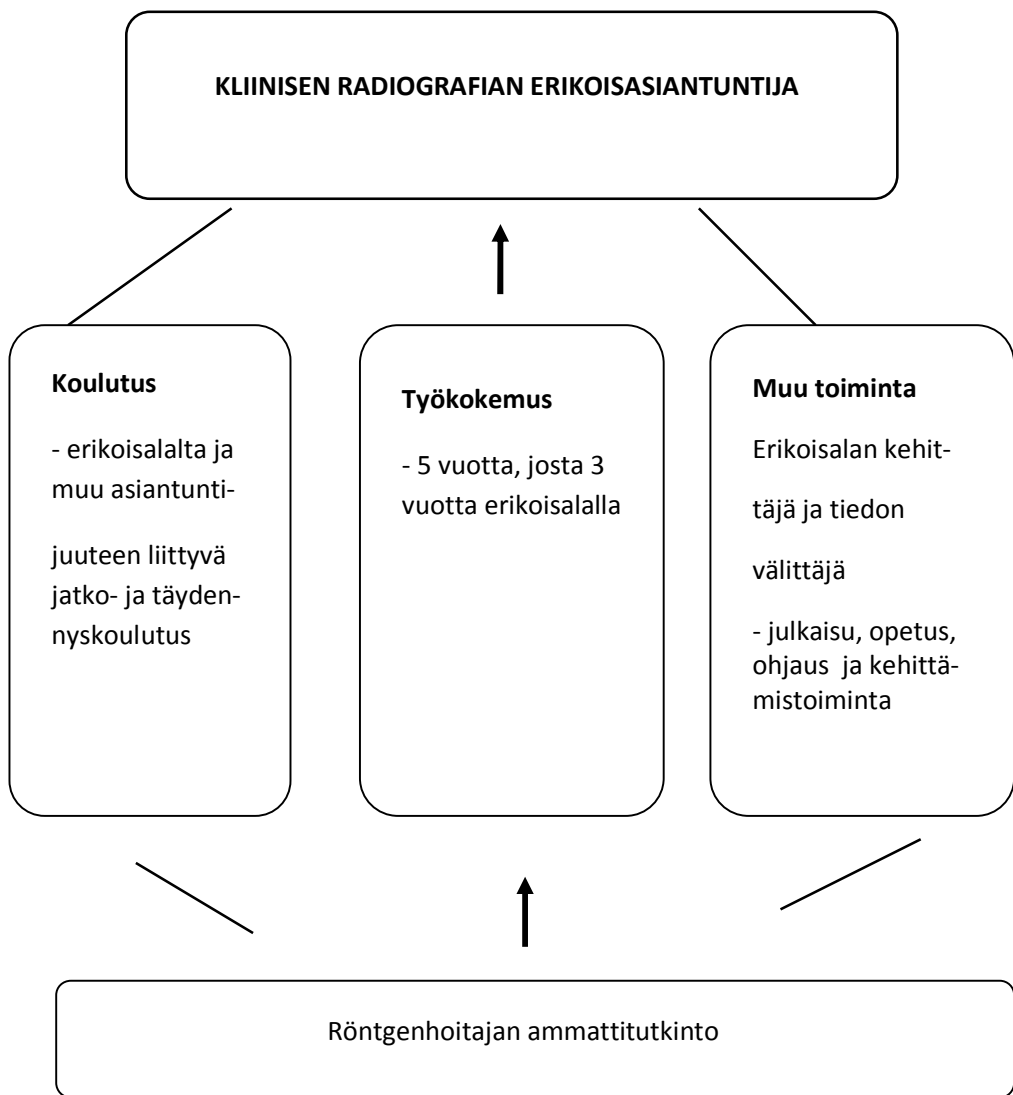 KLIINISEN RADIOGRAFIAN ERIKOISASIANTUNTIJA
Koulutus
- erikoisalalta ja
muu asiantunti-
juuteen liittyvä
jatko- ja täyden-
nyskoulutus
Työkokemus
- 5 vuotta, josta 3
vuotta erikoisalalla
Muu toiminta
Erikoisalan kehit-
täjä ja tiedon
välittäjä
- julkaisu, opetus,
ohjaus ja kehittä-
mistoiminta
Röntgenhoitajan ammattitutkinto